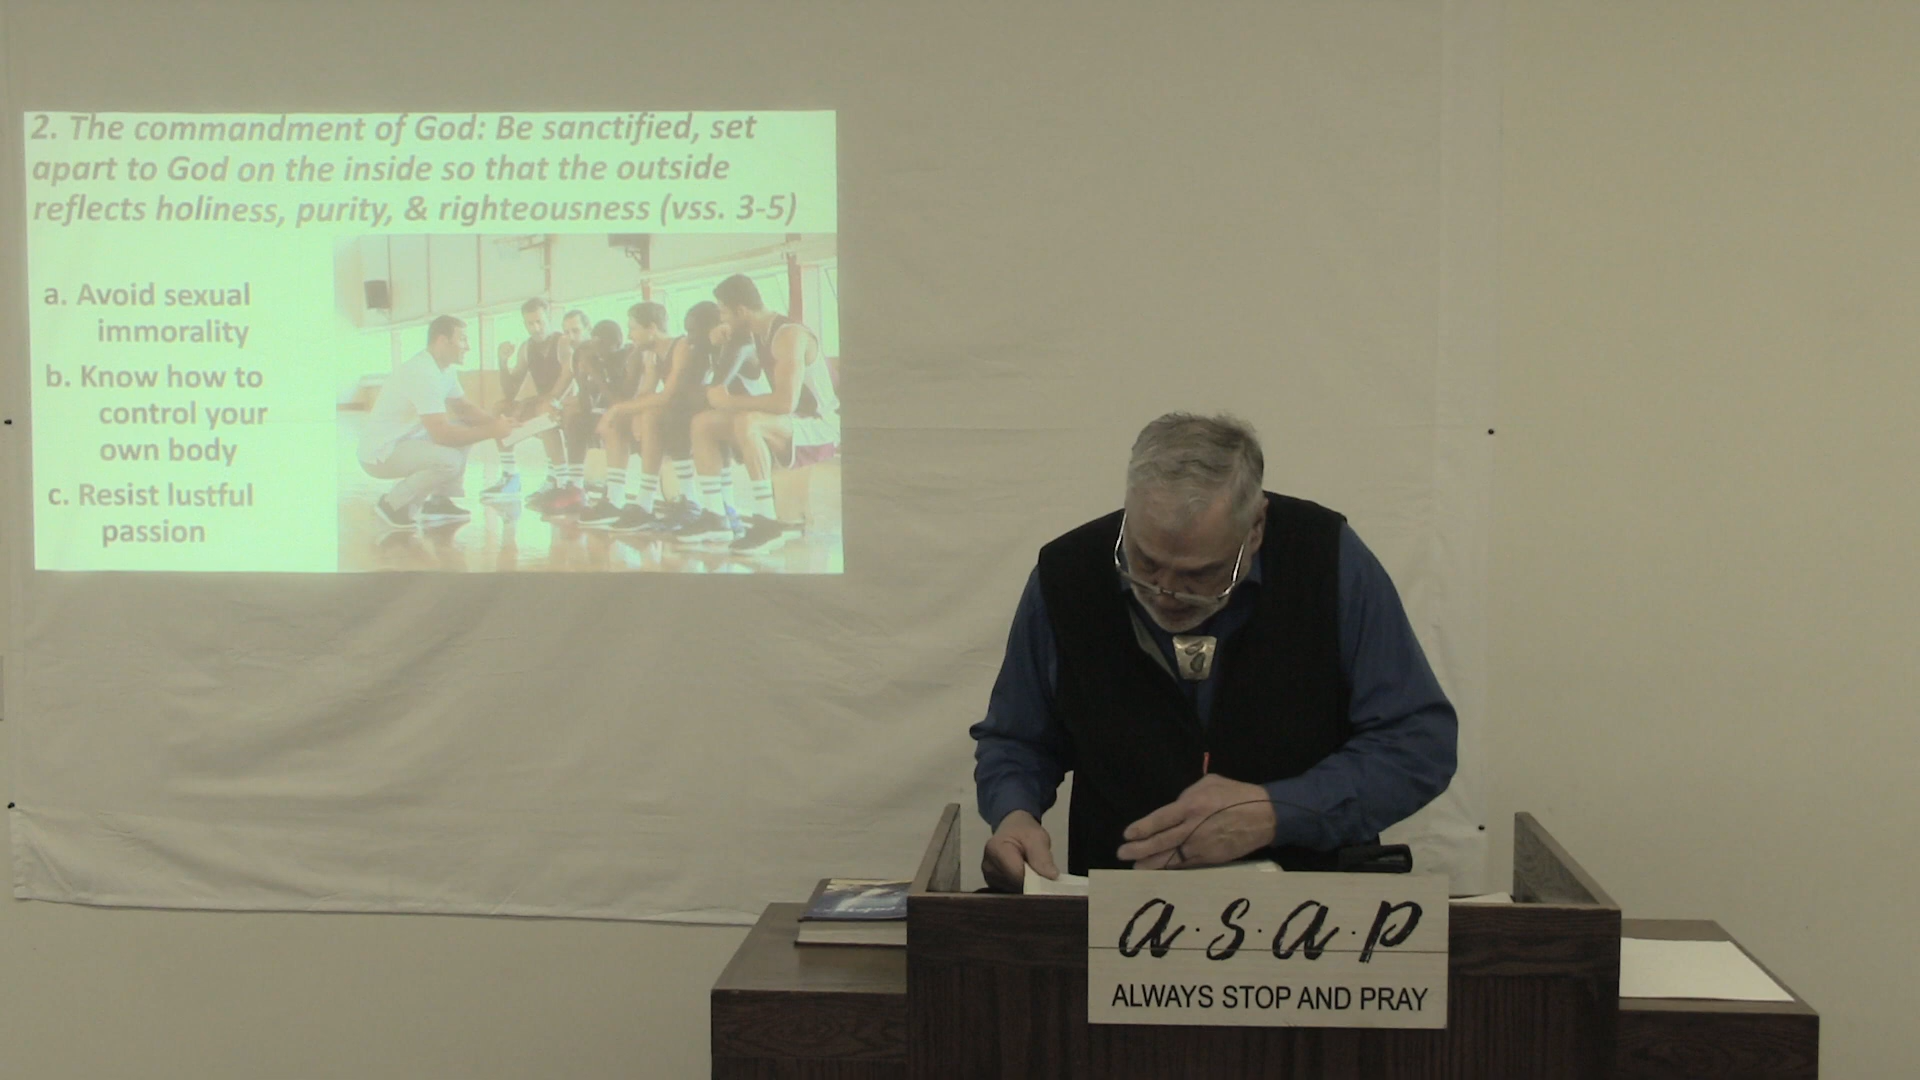 2. The commandment of God: Be sanctified, set
apart to God on the inside so that the outside
reflects holiness, purity, & righteousness (vss. 3-5)
a. Avoid sexual
immorality
b. Know how to
control your
own body
c. Resist lustful
passion
a.s.a.p
ALWAYS STOP AND PRAY